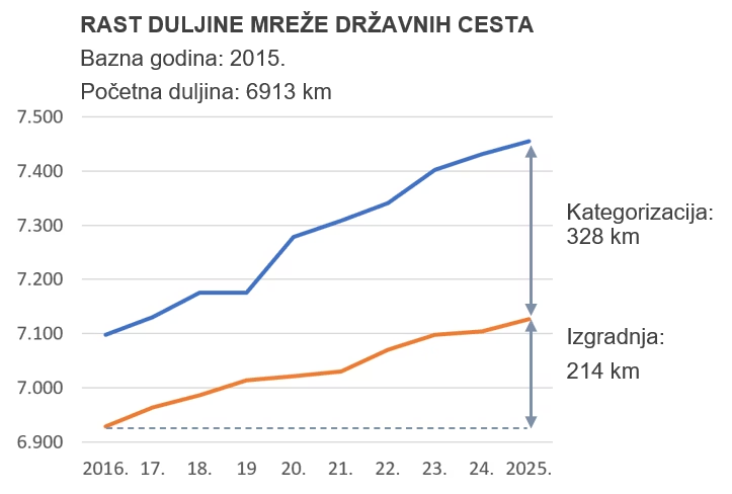 RAST DULJINE MREŽE DRŽAVNIH CESTA
Bazna godina: 2015.
Početna duljina: 6913 km
7.500
7.400
7.300
7.200
7.100
7.000
6.900
Kategorizacija:
328 km
Izgradnja:
214 km
2016. 17. 18. 19 20. 21. 22. 23. 24. 2025.